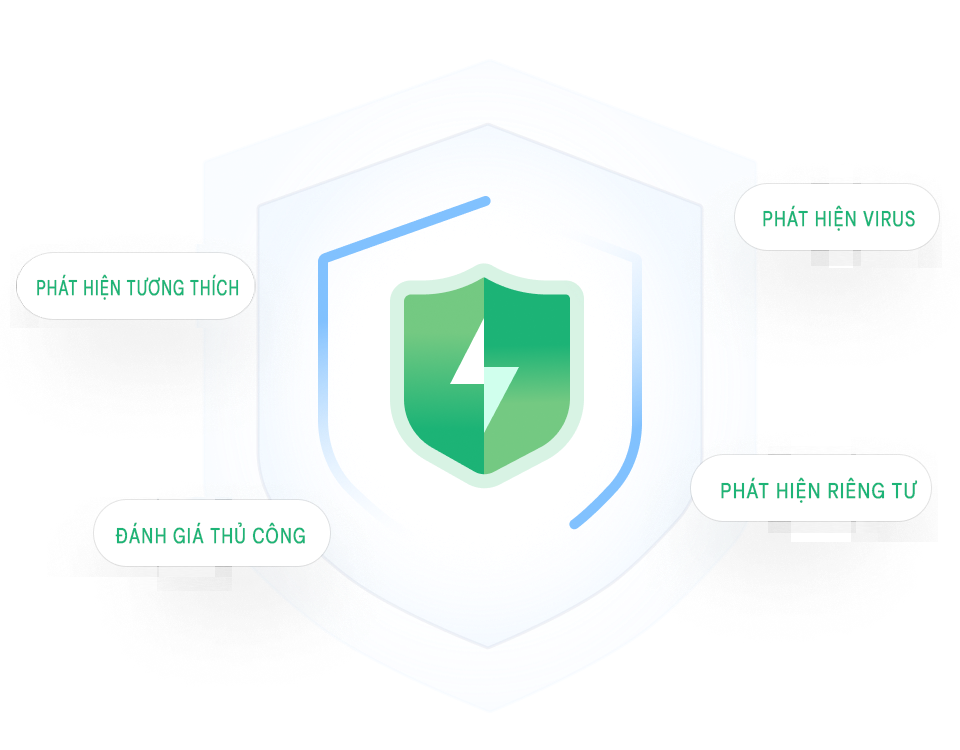 PHÁT HIỆN VIRUS
PHÁT HIỆN TƯƠNG THÍCH
PHÁT HIỆN RIÊNG TƯ
ĐÁNH GIÁ THỦ CÔNG